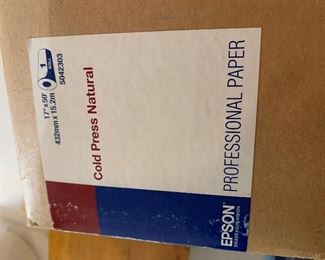 1
ROLL
17" x 50'
432mm x 15.2m
S042303
Cold Press Natural
EPSON
PROFESSIONAL PAPER